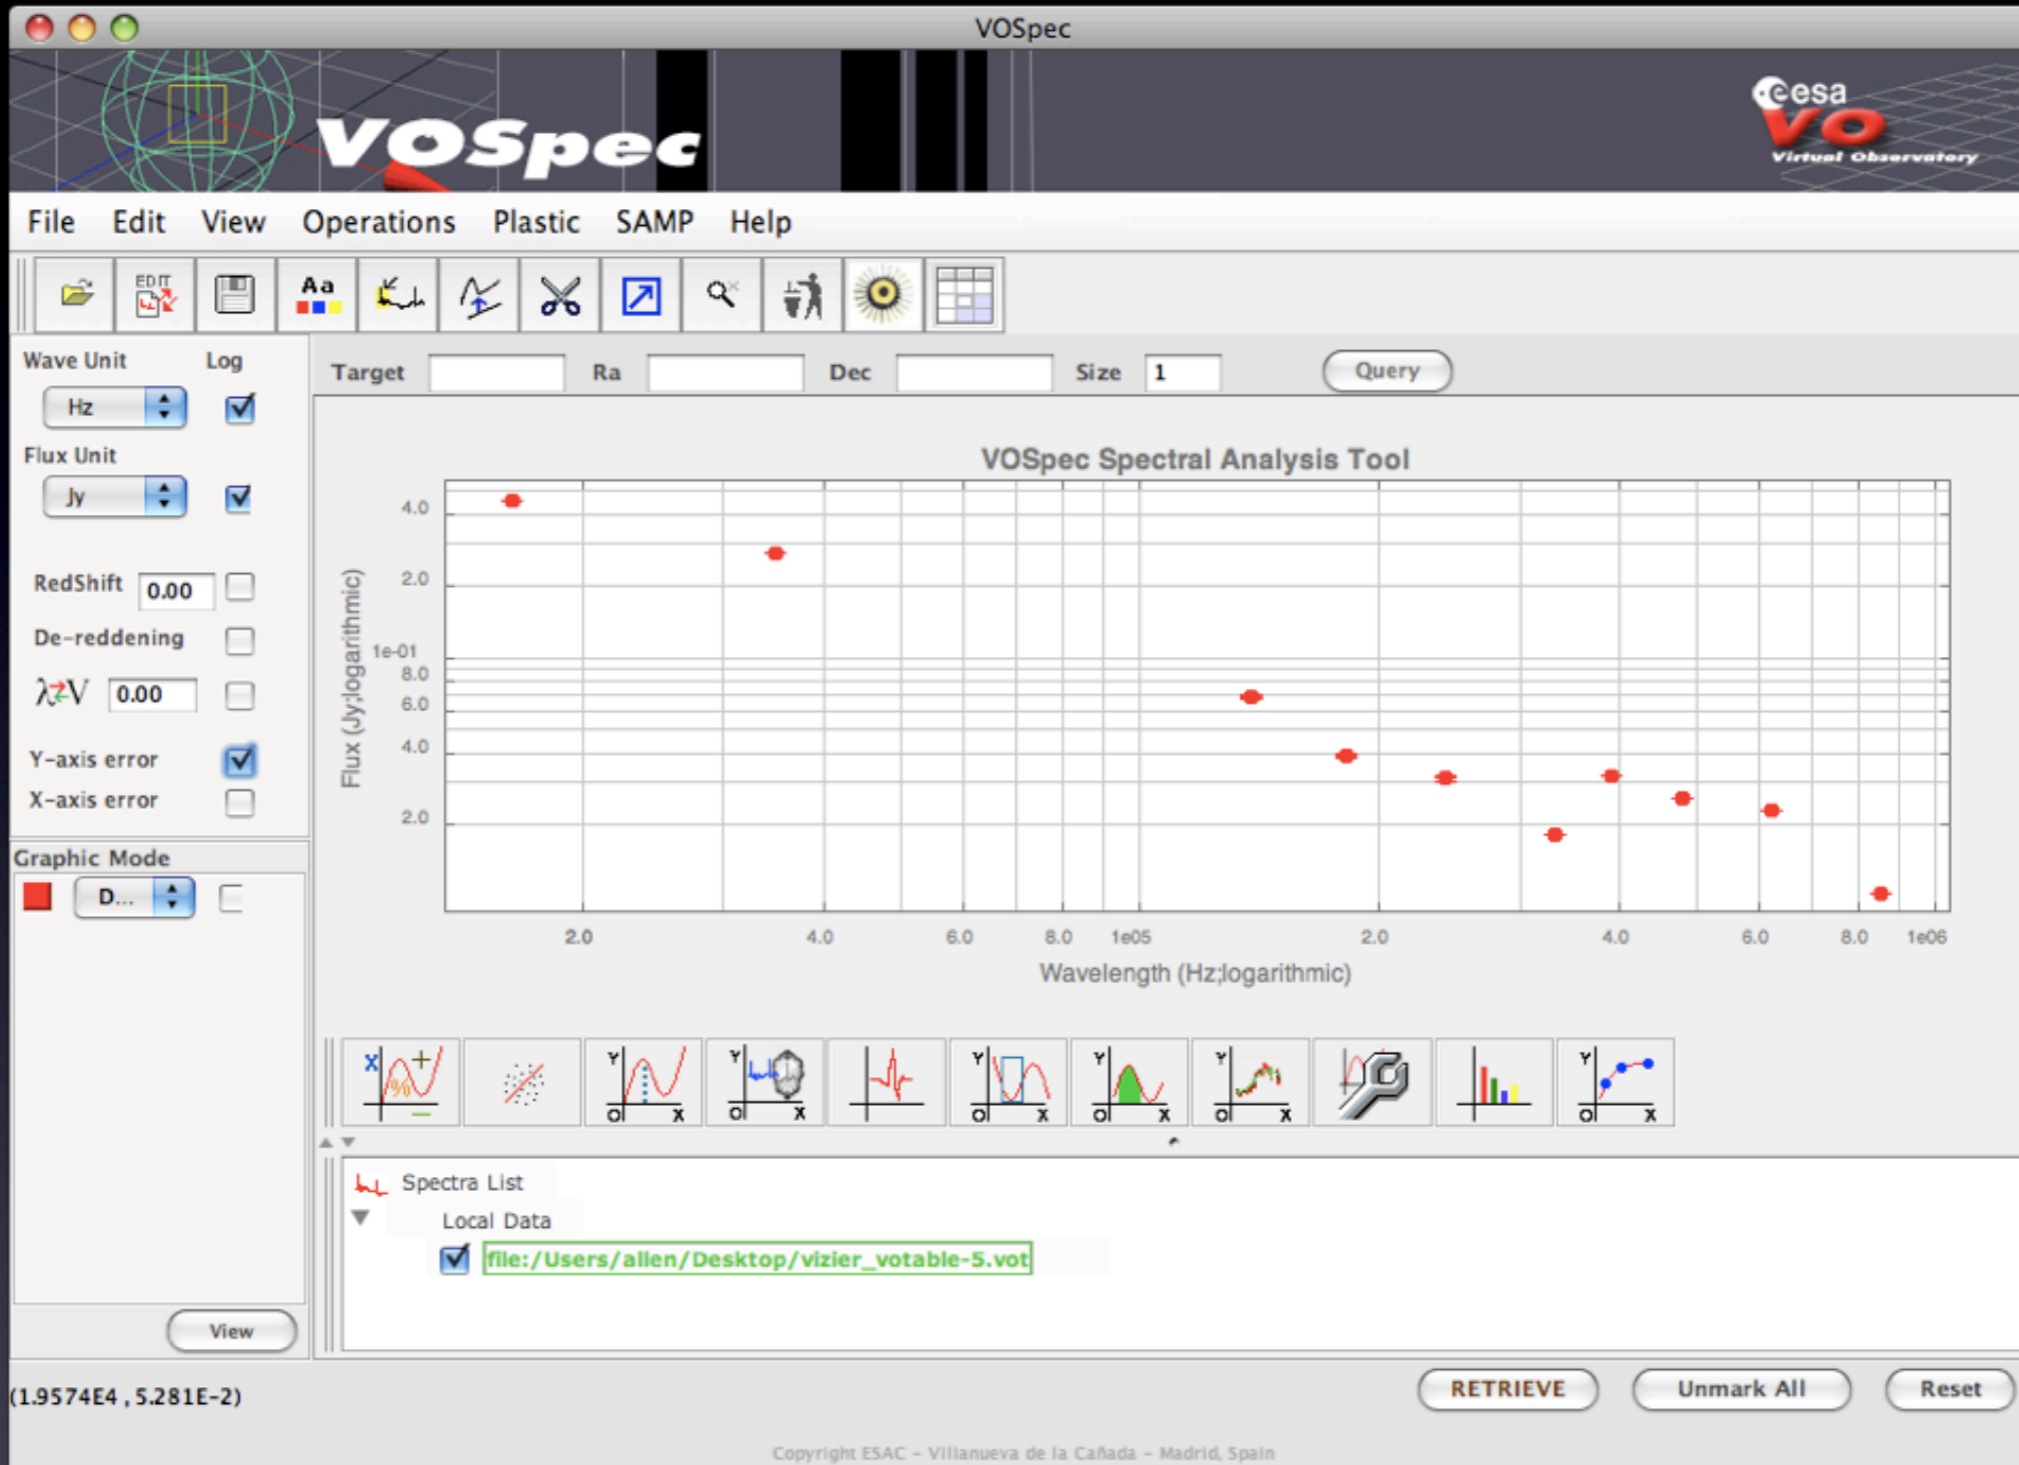 VOSpec
VOSpec
esa
VO
Virtual Observatory
File Edit View Operations Plastic SAMP Help
EDIT
Aa
Wave Unit Log
Hz
Flux Unit
Jy
RedShift 0.00
De-reddening
λ⇄V 0.00
Y-axis error
X-axis error
Graphic Mode
D...
View
Target Ra Dec Size 1 Query
VOSpec Spectral Analysis Tool
4.0
2.0
1e-01
8.0
6.0
4.0
2.0
Flux (Jy;logarithmic)
2.0 4.0 6.0 8.0 1e05 2.0 4.0 6.0 8.0 1e06
Wavelength (Hz;logarithmic)
X + % −
Y O X
Y O X
Y O X
Y O X
Y O X
Y O X
Spectra List
Local Data
file:/Users/allen/Desktop/vizier_votable-5.vot
(1.9574E4 , 5.281E-2)
RETRIEVE Unmark All Reset
Copyright ESAC - Villanueva de la Cañada - Madrid, Spain